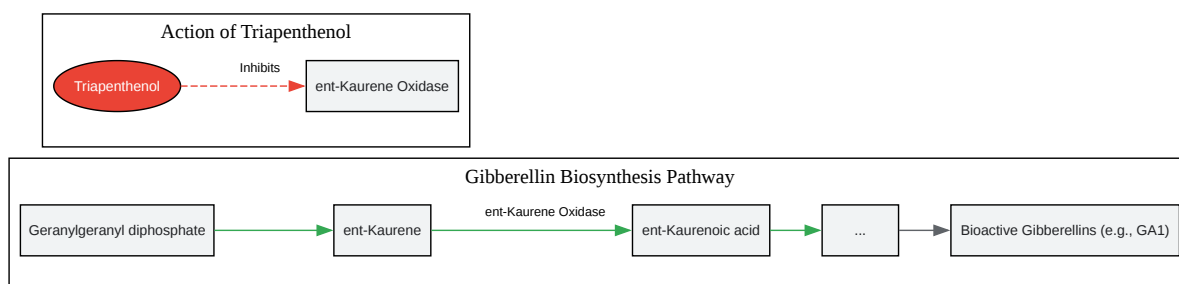 Action of Triapenthenol
Triapenthenol
Inhibits
ent-Kaurene Oxidase
Gibberellin Biosynthesis Pathway
Geranylgeranyl diphosphate
ent-Kaurene
ent-Kaurene Oxidase
ent-Kaurenoic acid
...
Bioactive Gibberellins (e.g., GA1)